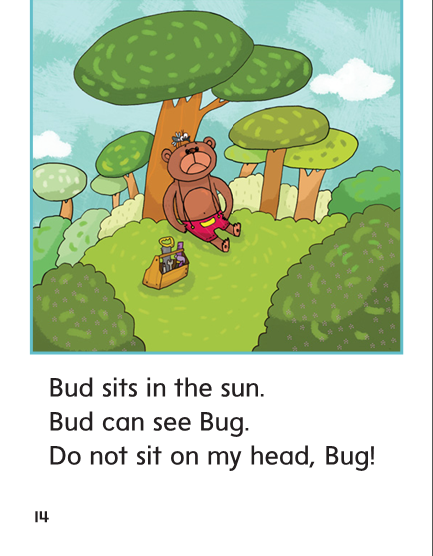 Bud sits in the sun.
Bud can see Bug.
Do not sit on my head, Bug!
14